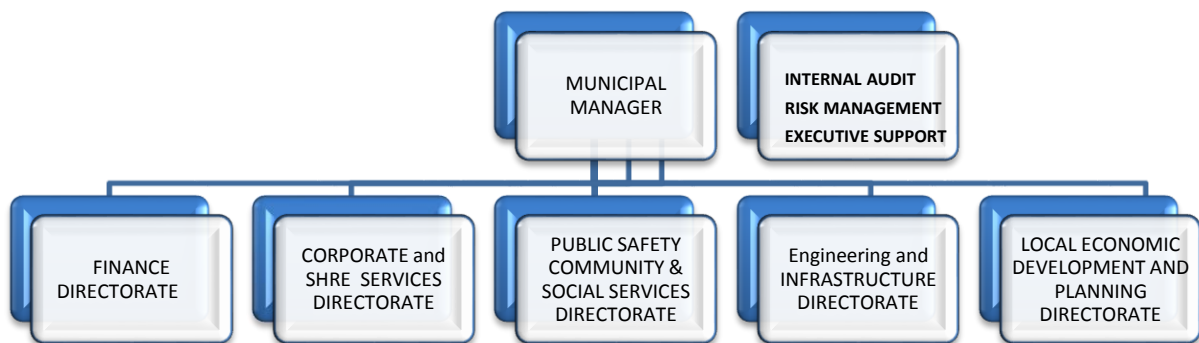 MUNICIPAL
MANAGER
INTERNAL AUDIT
RISK MANAGEMENT
EXECUTIVE SUPPORT
FINANCE
DIRECTORATE
CORPORATE and
SHRE SERVICES
DIRECTORATE
PUBLIC SAFETY
COMMUNITY &
SOCIAL SERVICES
DIRECTORATE
Engineering and
INFRASTRUCTURE
DIRECTORATE
LOCAL ECONOMIC
DEVELOPMENT AND
PLANNING
DIRECTORATE